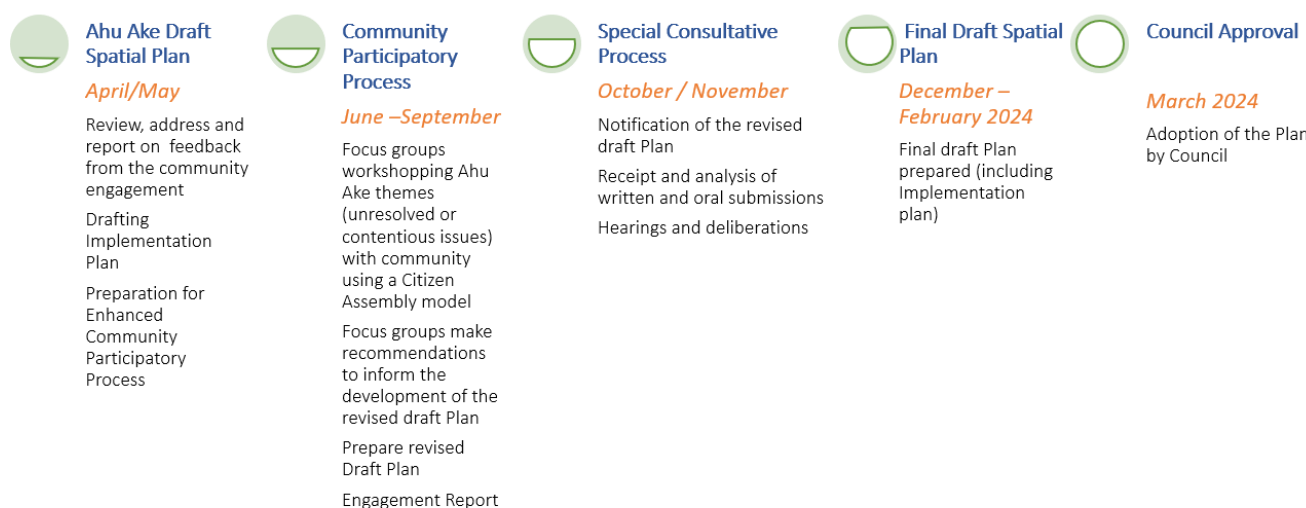 Ahu Ake Draft
Spatial Plan
April/May
Review, address and
report on feedback
from the community
engagement
Drafting
Implementation
Plan
Preparation for
Enhanced
Community
Participatory
Process
Community
Participatory
Process
June –September
Focus groups
workshopping Ahu
Ake themes
(unresolved or
contentious issues)
with community
using a Citizen
Assembly model
Focus groups make
recommendations
to inform the
development of the
revised draft Plan
Prepare revised
Draft Plan
Engagement Report
Special Consultative
Process
October / November
Notification of the revised
draft Plan
Receipt and analysis of
written and oral submissions
Hearings and deliberations
Final Draft Spatial
Plan
December –
February 2024
Final draft Plan
prepared (including
Implementation
plan)
Council Approval
March 2024
Adoption of the Plan
by Council